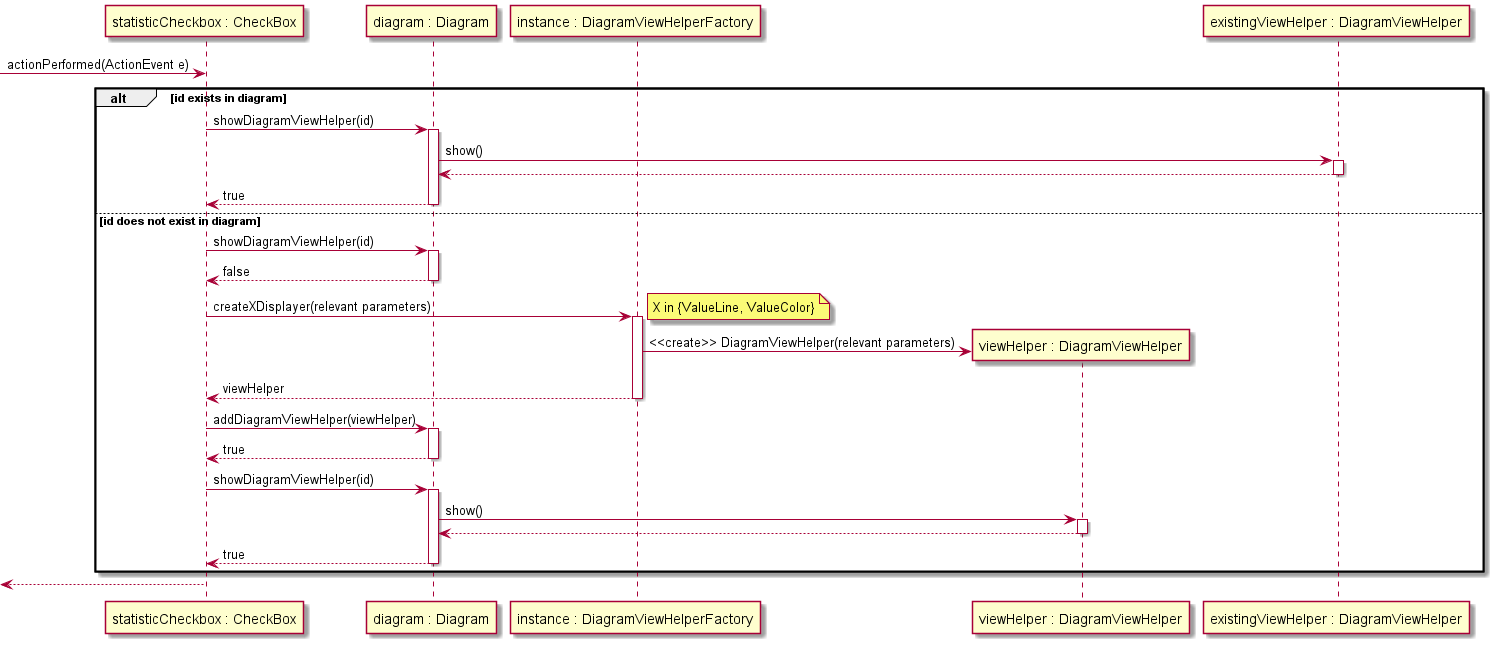 statisticCheckbox : CheckBox
diagram : Diagram
instance : DiagramViewHelperFactory
existingViewHelper : DiagramViewHelper
actionPerformed(ActionEvent e)
alt
[id exists in diagram]
showDiagramViewHelper(id)
show()
true
[id does not exist in diagram]
showDiagramViewHelper(id)
false
createXDisplayer(relevant parameters)
X in {ValueLine, ValueColor}
<<create>> DiagramViewHelper(relevant parameters)
viewHelper : DiagramViewHelper
viewHelper
addDiagramViewHelper(viewHelper)
true
showDiagramViewHelper(id)
show()
true
statisticCheckbox : CheckBox
diagram : Diagram
instance : DiagramViewHelperFactory
viewHelper : DiagramViewHelper
existingViewHelper : DiagramViewHelper